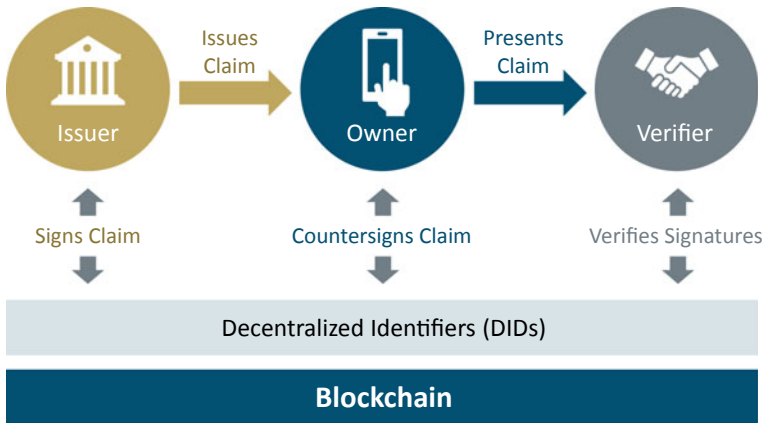 Issues
Claim
Presents
Claim
Issuer
Owner
Verifier
Signs Claim
Countersigns Claim
Verifies Signatures
Decentralized Identifiers (DIDs)
Blockchain